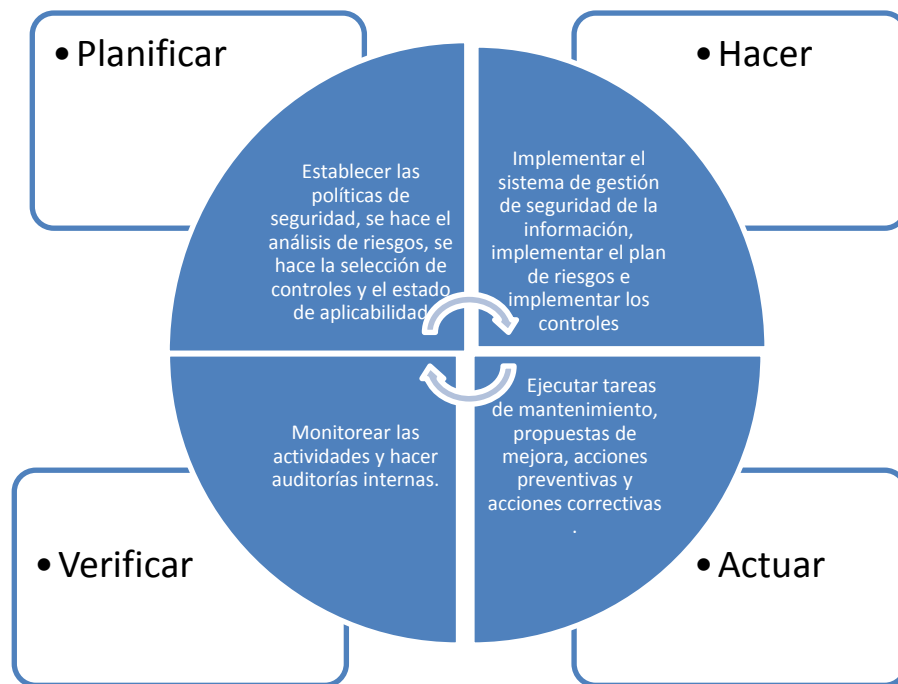 • Planificar
Establecer las
políticas de
seguridad, se hace el
análisis de riesgos, se
hace la selección de
controles y el estado
de aplicabilidad
• Hacer
Implementar el
sistema de gestión
de seguridad de la
información,
implementar el plan
de riesgos e
implementar los
controles
Monitorear las
actividades y hacer
auditorías internas.
• Verificar
Ejecutar tareas
de mantenimiento,
propuestas de
mejora, acciones
preventivas y
acciones correctivas
.
• Actuar